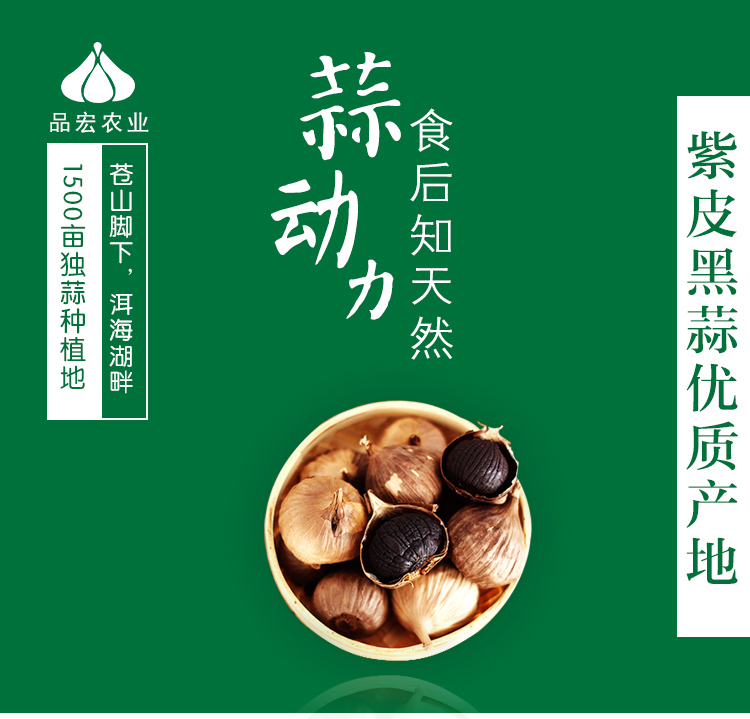 品宏农业
苍山脚下，洱海湖畔
1500亩独蒜种植地
蒜动力
食后知天然
紫皮黑蒜优质产地